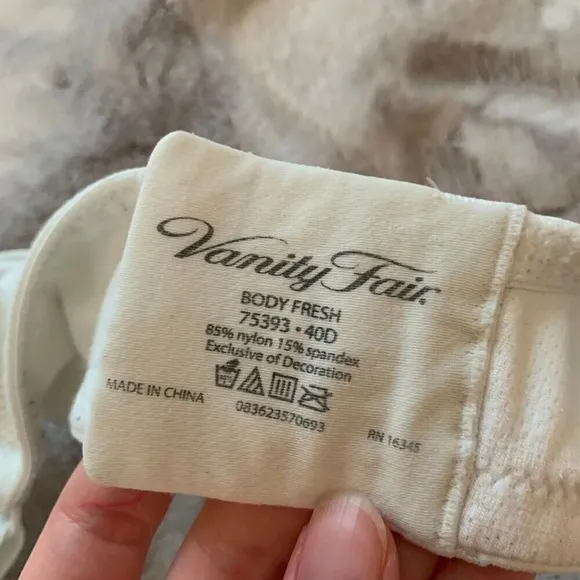 Vanity Fair
BODY FRESH
75393 • 40D
85% nylon 15% spandex
Exclusive of Decoration
MADE IN CHINA
083623570693
RN 16345